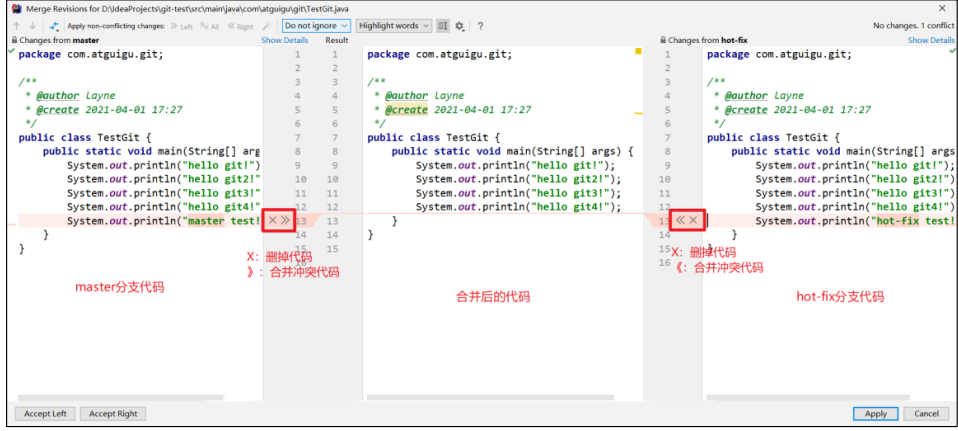 Merge Revisions for D:\IdeaProjects\git-test\src\main\java\com\atguigu\git\TestGit.java
Apply non-conflicting changes: Left All Right Do not ignore Highlight words ? No changes. 1 conflict
Changes from master Show Details Result Changes from hot-fix Show Details
package com.atguigu.git;
/**
* @author Layne
* @create 2021-04-01 17:27
*/
public class TestGit {
public static void main(String[] arg
System.out.println("hello git!")
System.out.println("hello git2!"
System.out.println("hello git3!"
System.out.println("hello git4!"
System.out.println("master test!
}
}
1 1
2 2
3 3
4 4
5 5
6 6
7 7
8 8
9 9
10 10
11 11
12 12
13 13
14 14
15 15
16
X：删掉代码
》：合并冲突代码
master分支代码
package com.atguigu.git;
/**
* @author Layne
* @create 2021-04-01 17:27
*/
public class TestGit {
public static void main(String[] args) {
System.out.println("hello git!");
System.out.println("hello git2!");
System.out.println("hello git3!");
System.out.println("hello git4!");
}
}
合并后的代码
1
2
3
4
5
6
7
8
9
10
11
12
13
14
15
16
package com.atguigu.git;
/**
* @author Layne
* @create 2021-04-01 17:27
*/
public class TestGit {
public static void main(String[] args
System.out.println("hello git!");
System.out.println("hello git2!")
System.out.println("hello git3!")
System.out.println("hello git4!")
System.out.println("hot-fix test!
}
}
X：删掉代码
《：合并冲突代码
hot-fix分支代码
Accept Left Accept Right Apply Cancel